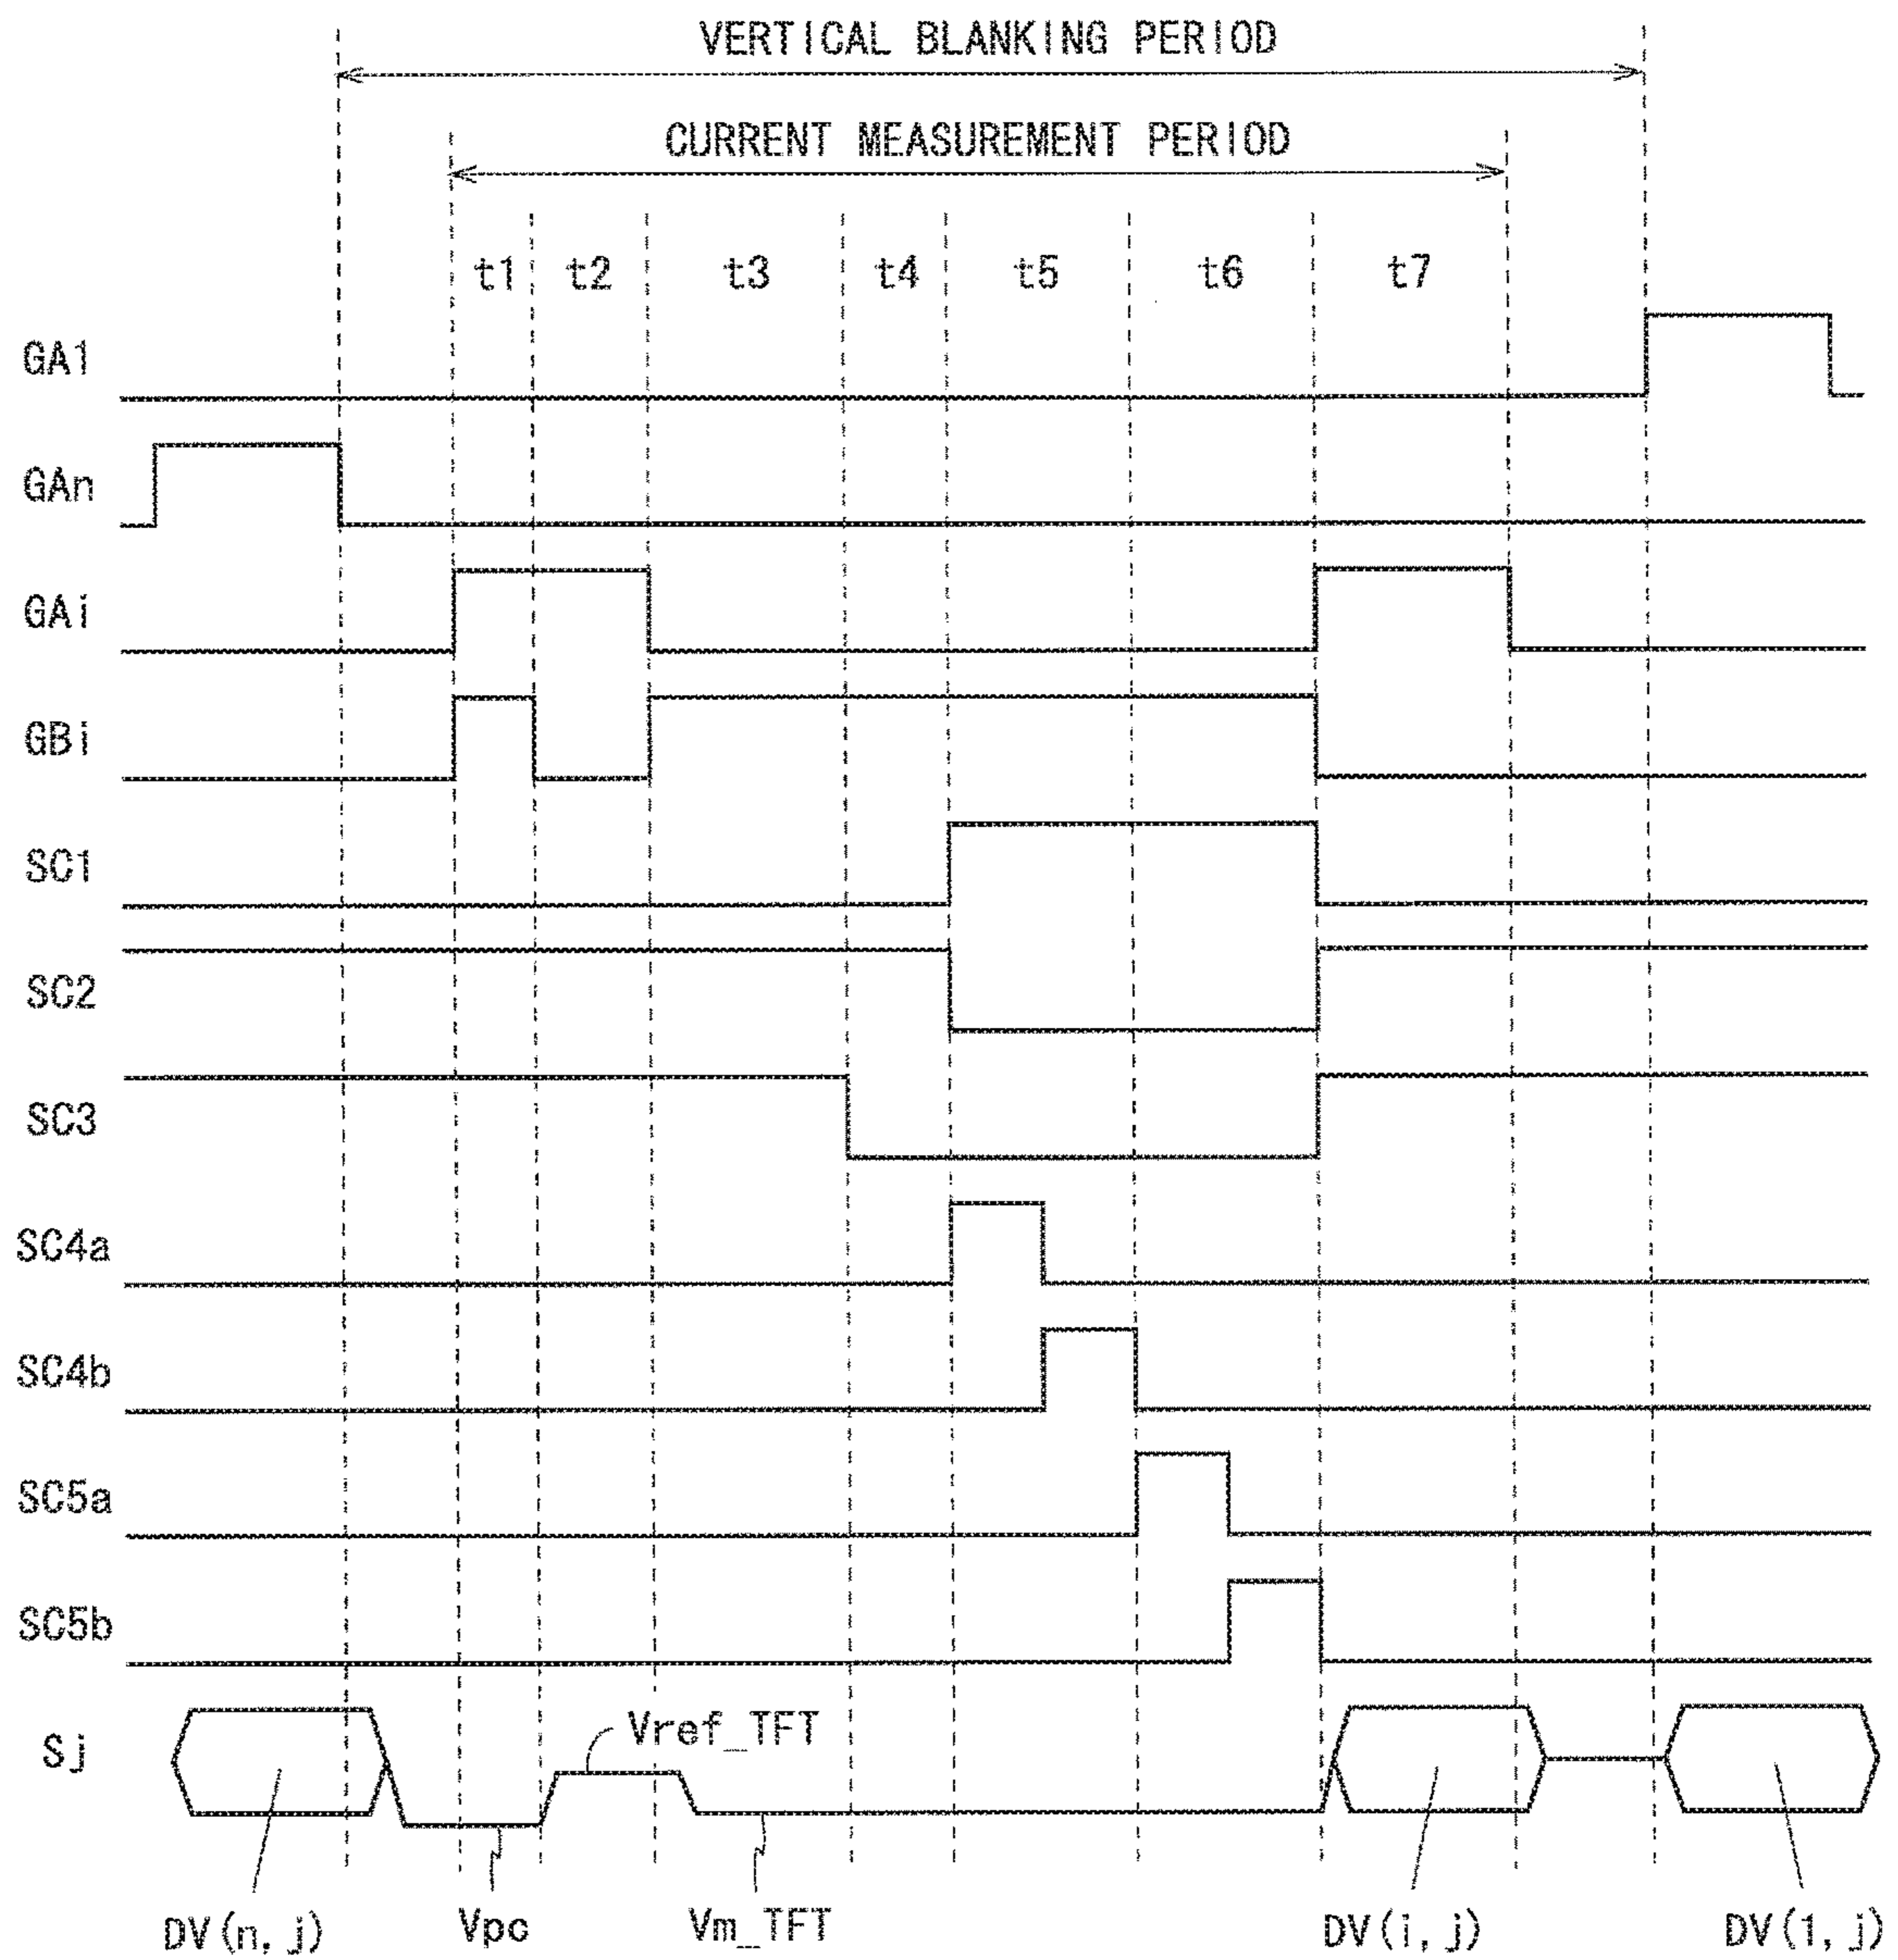 VERTICAL BLANKING PERIOD
CURRENT MEASUREMENT PERIOD
t1 t2 t3 t4 t5 t6 t7
GA1
GAn
GAi
GBi
SC1
SC2
SC3
SC4a
SC4b
SC5a
SC5b
Sj
Vref_TFT
DV(n, j) Vpc Vm_TFT DV(i, j) DV(1, j)